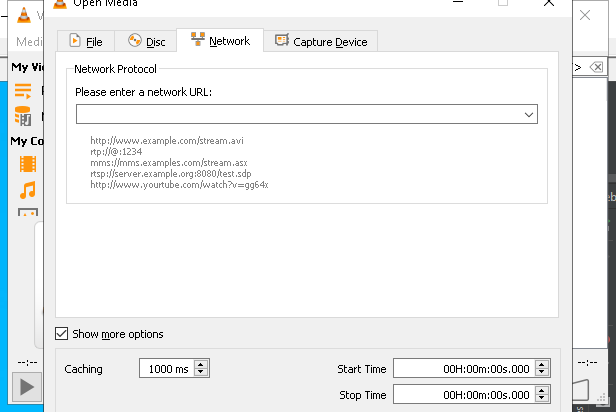 Open Media
V
Medi
File
Disc
Network
Capture Device
My Vi
My Co
Network Protocol
Please enter a network URL:
http://www.example.com/stream.avi
rtp://@:1234
mms://mms.examples.com/stream.asx
rtsp://server.example.org:8080/test.sdp
http://www.yourtube.com/watch?v=gg64x
Show more options
Caching
1000 ms
Start Time
00H:00m:00s.000
Stop Time
00H:00m:00s.000
--:--
--:--